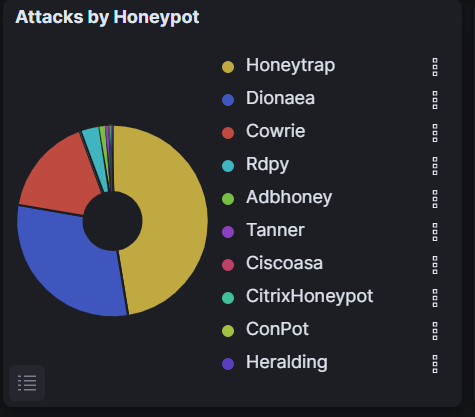 Attacks by Honeypot
Honeytrap
Dionaea
Cowrie
Rdpy
Adbhoney
Tanner
Ciscoasa
CitrixHoneypot
ConPot
Heralding